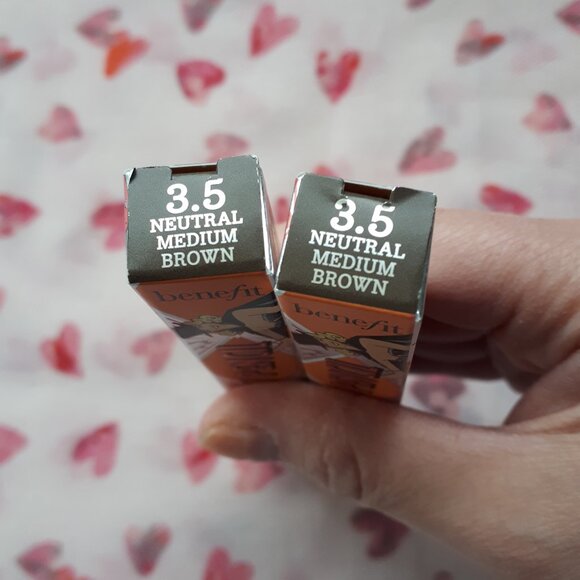 3.5
NEUTRAL
MEDIUM
BROWN
benefit
3.5
NEUTRAL
MEDIUM
BROWN
benefit